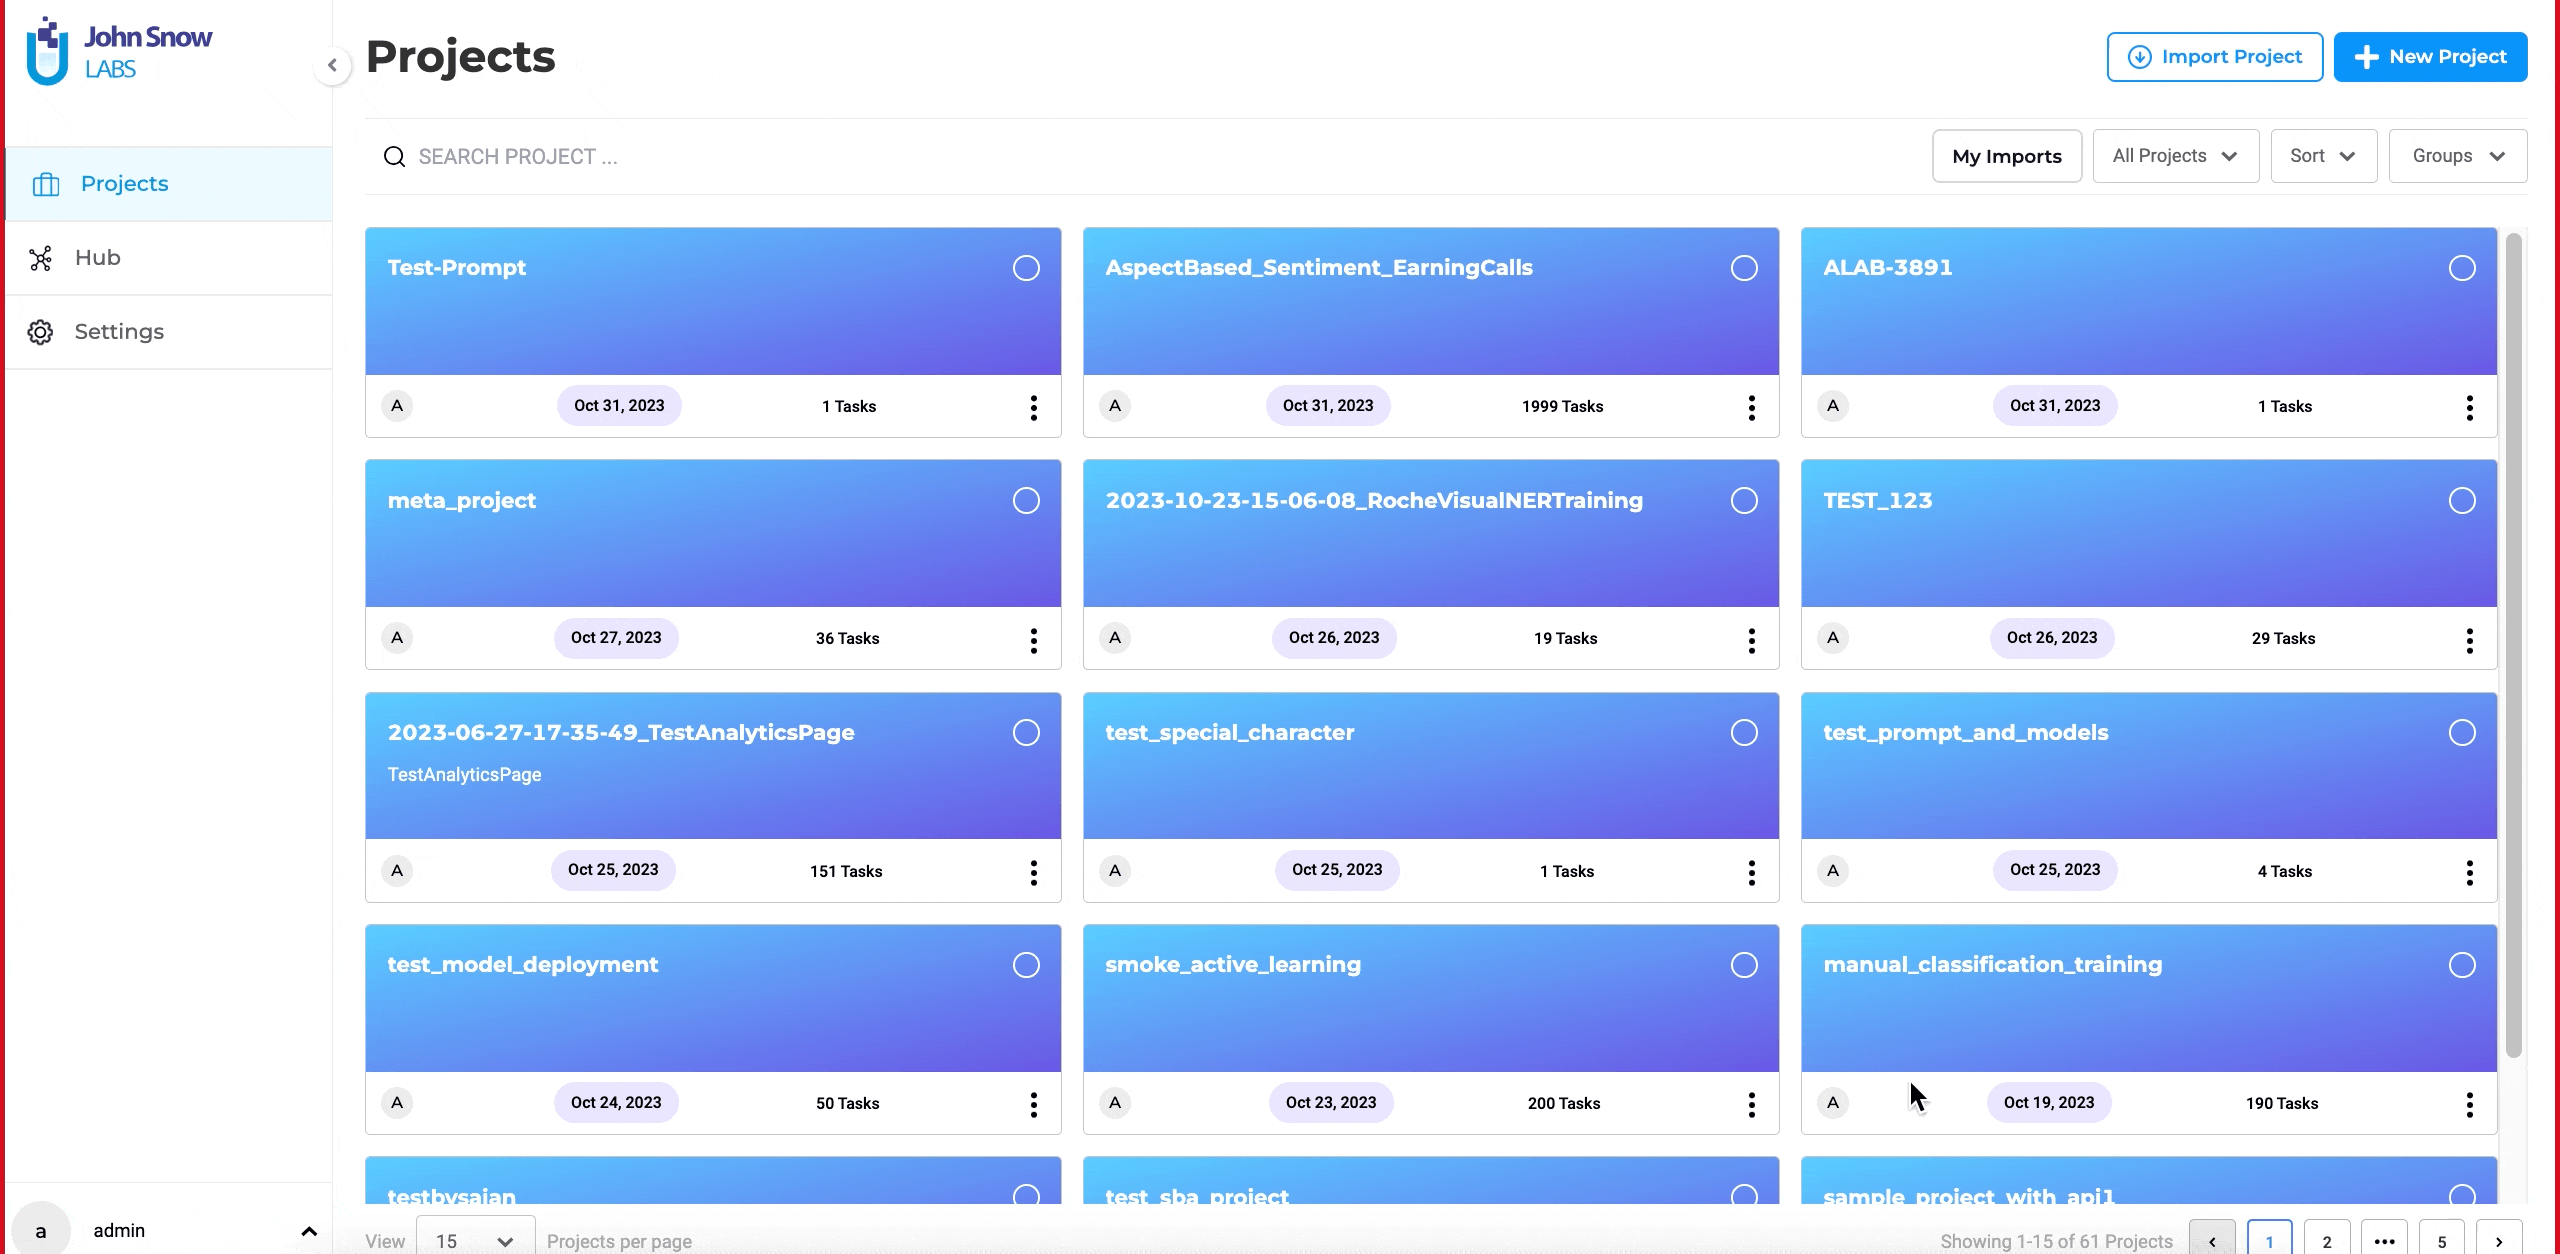 John Snow
LABS
Projects
Import Project
New Project
SEARCH PROJECT ...
My Imports
All Projects
Sort
Groups
Projects
Hub
Settings
Test-Prompt
A
Oct 31, 2023
1 Tasks
AspectBased_Sentiment_EarningCalls
A
Oct 31, 2023
1999 Tasks
ALAB-3891
A
Oct 31, 2023
1 Tasks
meta_project
A
Oct 27, 2023
36 Tasks
2023-10-23-15-06-08_RocheVisualNERTraining
A
Oct 26, 2023
19 Tasks
TEST_123
A
Oct 26, 2023
29 Tasks
2023-06-27-17-35-49_TestAnalyticsPage
TestAnalyticsPage
A
Oct 25, 2023
151 Tasks
test_special_character
A
Oct 25, 2023
1 Tasks
test_prompt_and_models
A
Oct 25, 2023
4 Tasks
test_model_deployment
A
Oct 24, 2023
50 Tasks
smoke_active_learning
A
Oct 23, 2023
200 Tasks
manual_classification_training
A
Oct 19, 2023
190 Tasks
testbysajan
test_sba_project
sample_project_with_api1
a
admin
View
15
Projects per page
Showing 1-15 of 61 Projects
1
2
•••
5